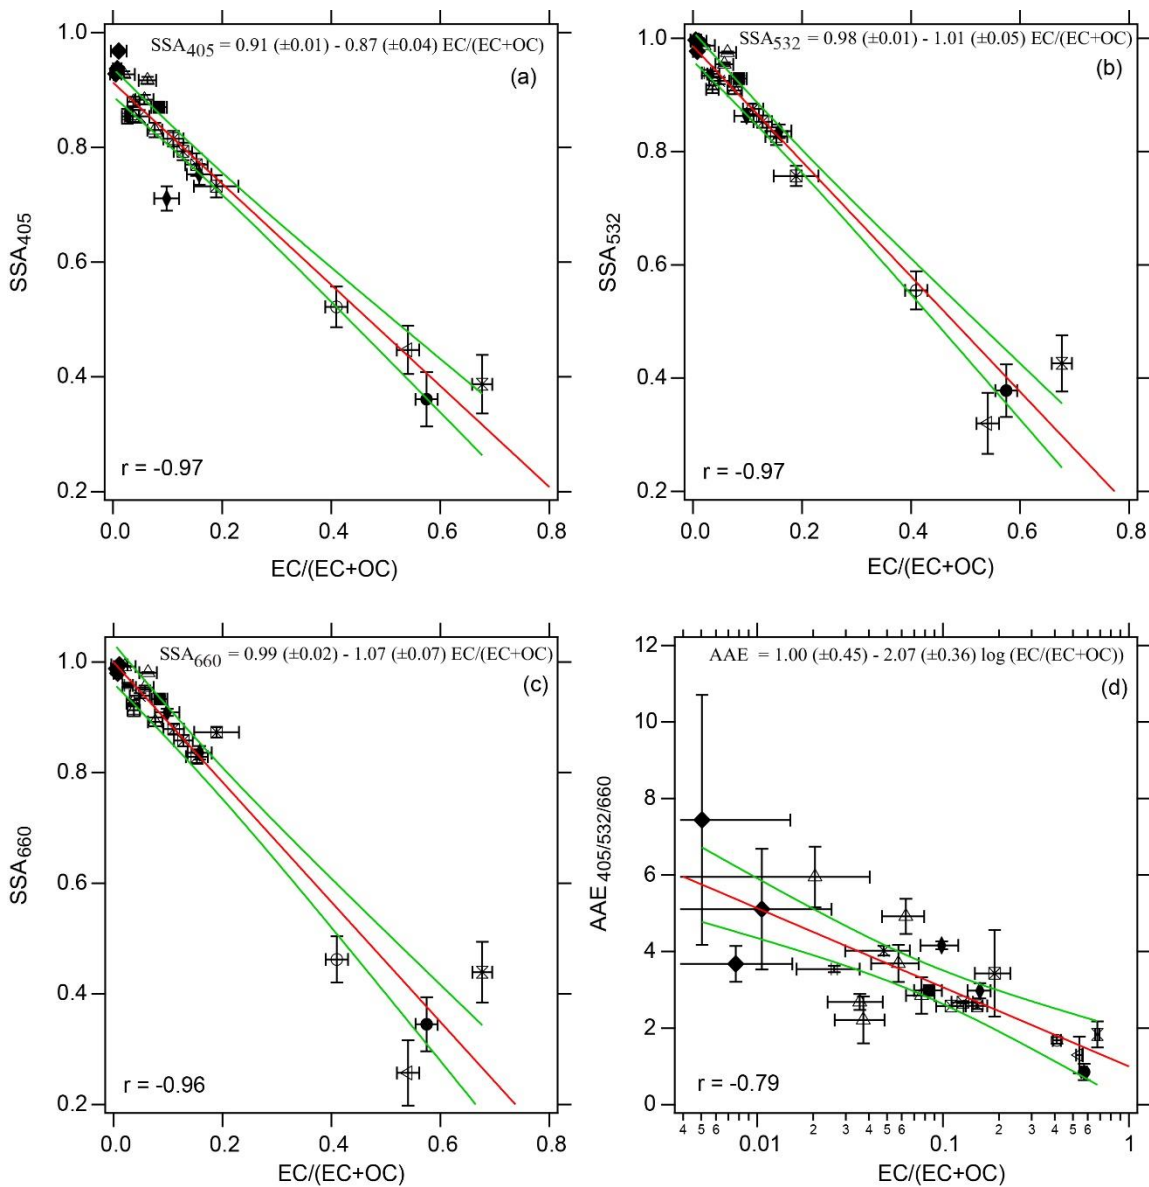 SSA405 = 0.91 (±0.01) - 0.87 (±0.04) EC/(EC+OC)
(a)
1.0
0.8
0.6
0.4
0.2
SSA405
r = -0.97
0.0 0.2 0.4 0.6 0.8
EC/(EC+OC)
SSA532 = 0.98 (±0.01) - 1.01 (±0.05) EC/(EC+OC)
(b)
1.0
0.8
0.6
0.4
0.2
SSA532
r = -0.97
0.0 0.2 0.4 0.6 0.8
EC/(EC+OC)
SSA660 = 0.99 (±0.02) - 1.07 (±0.07) EC/(EC+OC)
(c)
1.0
0.8
0.6
0.4
0.2
SSA660
r = -0.96
0.0 0.2 0.4 0.6 0.8
EC/(EC+OC)
AAE = 1.00 (±0.45) - 2.07 (±0.36) log (EC/(EC+OC))
(d)
12
10
8
6
4
2
0
AAE405/532/660
r = -0.79
4 5 6 0.01 2 3 4 5 6 0.1 2 3 4 5 6 1
EC/(EC+OC)